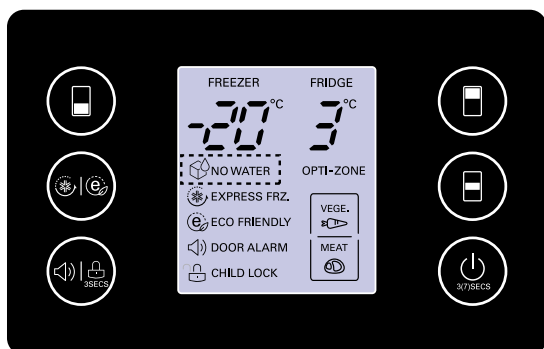 FREEZER FRIDGE
-20°C 3°C
NO WATER OPTI-ZONE
EXPRESS FRZ.
VEGE.
e ECO FRIENDLY
DOOR ALARM MEAT
CHILD LOCK
e
3SECS
3(7)SECS